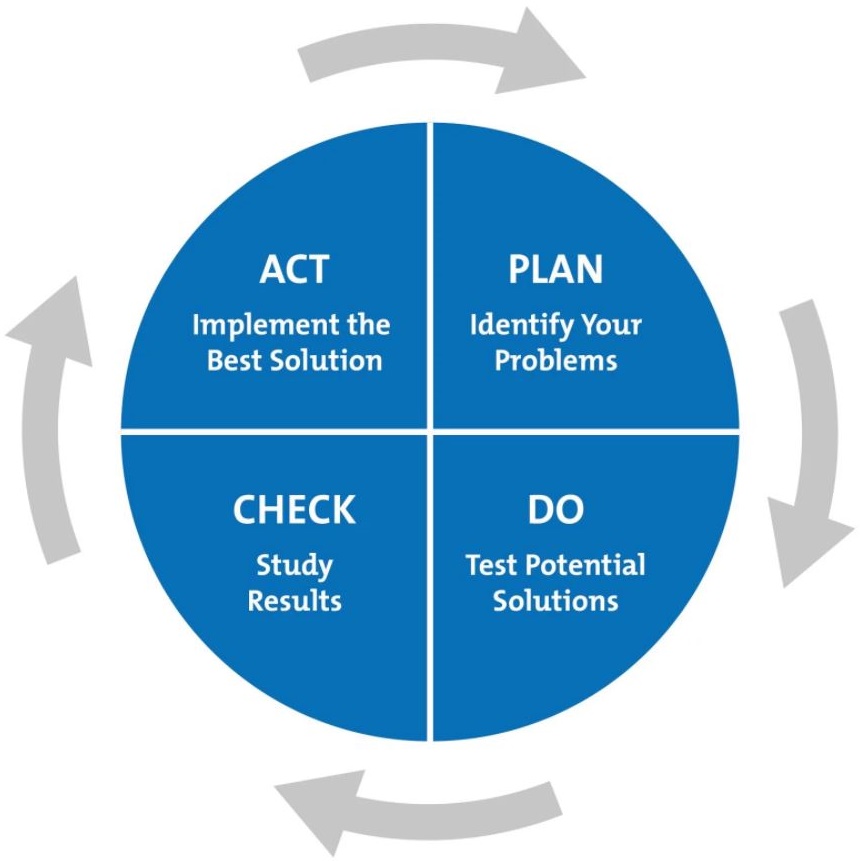 ACT
Implement the
Best Solution
PLAN
Identify Your
Problems
CHECK
Study
Results
DO
Test Potential
Solutions